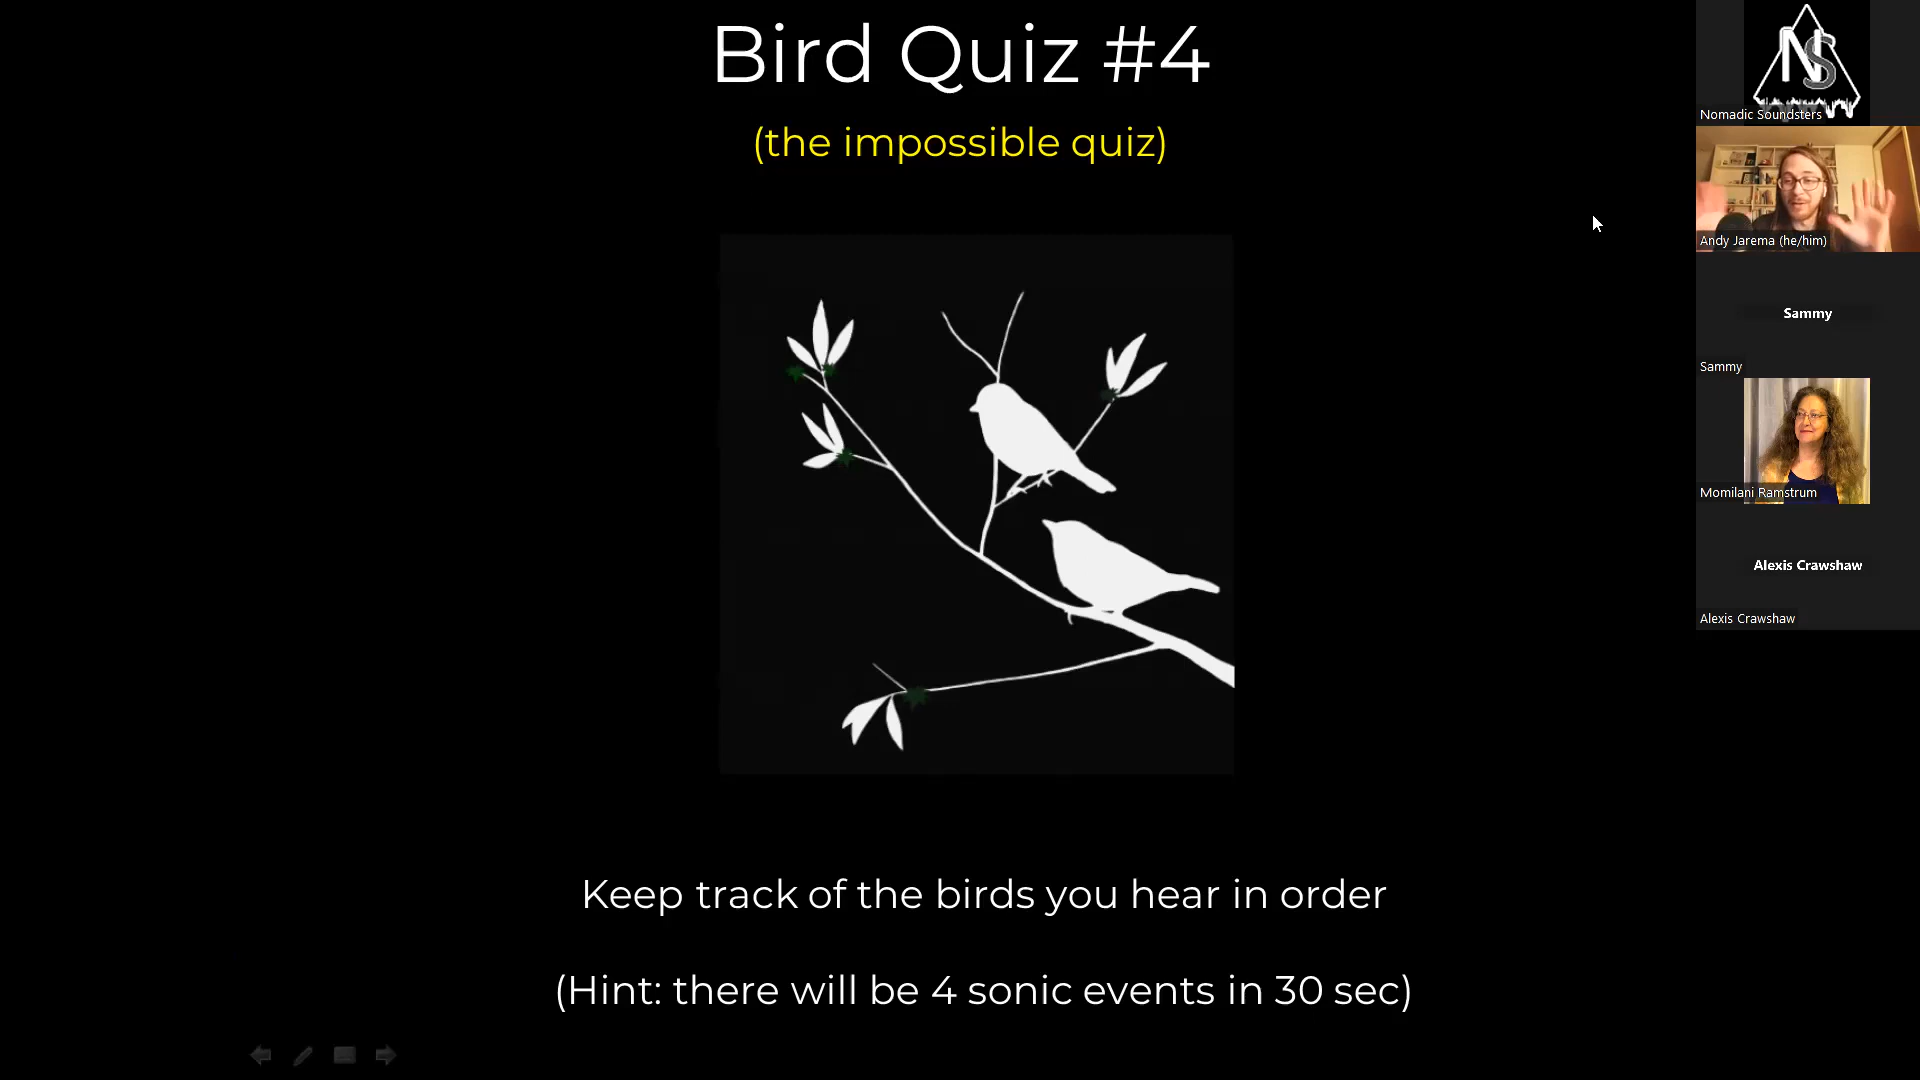 Bird Quiz #4
(the impossible quiz)
Keep track of the birds you hear in order
(Hint: there will be 4 sonic events in 30 sec)
NS
Nomadic Soundsters
Andy Jarema (he/him)
Sammy
Sammy
Momilani Ramstrum
Alexis Crawshaw
Alexis Crawshaw